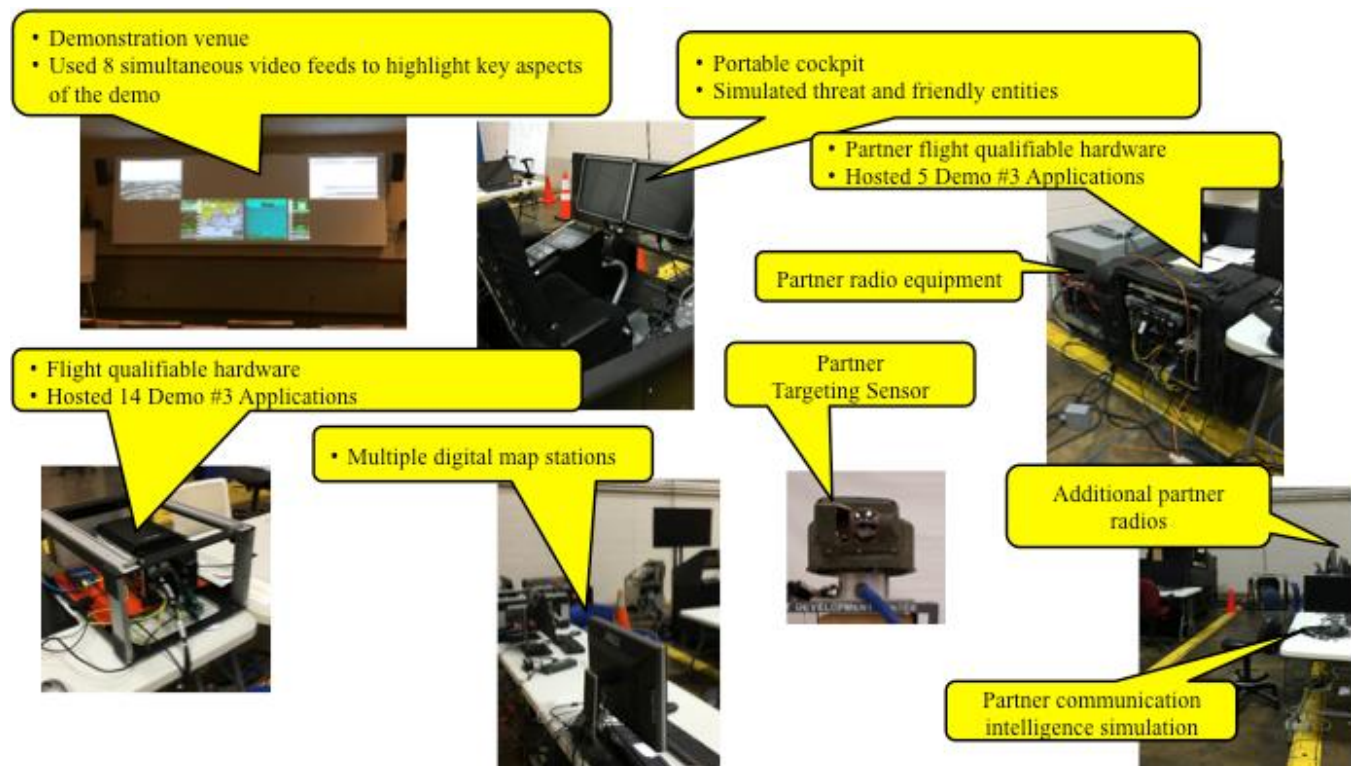 • Demonstration venue
• Used 8 simultaneous video feeds to highlight key aspects
of the demo
• Portable cockpit
• Simulated threat and friendly entities
• Partner flight qualifiable hardware
• Hosted 5 Demo #3 Applications
Partner radio equipment
• Flight qualifiable hardware
• Hosted 14 Demo #3 Applications
Partner
Targeting Sensor
• Multiple digital map stations
Additional partner
radios
DEVELOPMENT CENTER
Partner communication
intelligence simulation